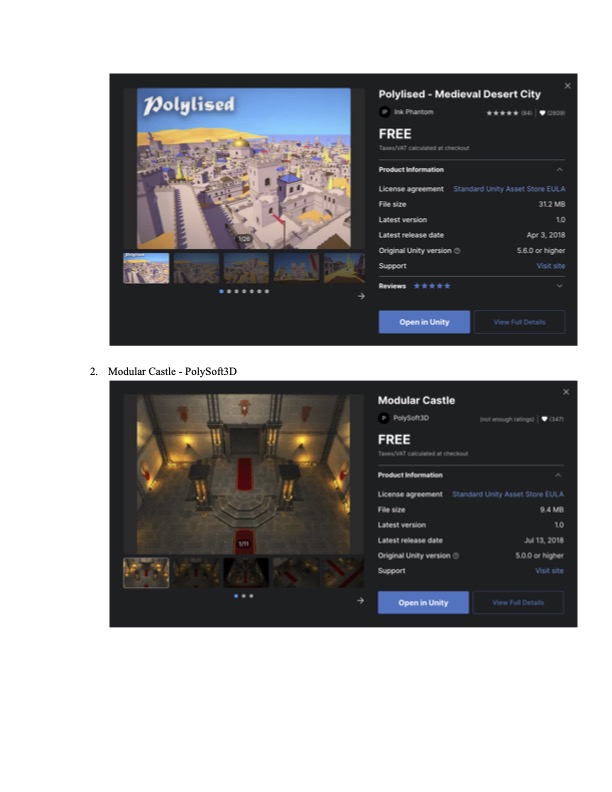 Polylised
1/28
Polylised - Medieval Desert City
P Ink Phantom
(84) | (2809)
FREE
Taxes/VAT calculated at checkout
Product Information
License agreement Standard Unity Asset Store EULA
File size 31.2 MB
Latest version 1.0
Latest release date Apr 3, 2018
Original Unity version 5.6.0 or higher
Support Visit site
Reviews
Open in Unity View Full Details
2. Modular Castle - PolySoft3D
1/11
Modular Castle
P PolySoft3D
(not enough ratings) | (347)
FREE
Taxes/VAT calculated at checkout
Product Information
License agreement Standard Unity Asset Store EULA
File size 9.4 MB
Latest version 1.0
Latest release date Jul 13, 2018
Original Unity version 5.0.0 or higher
Support Visit site
Open in Unity View Full Details